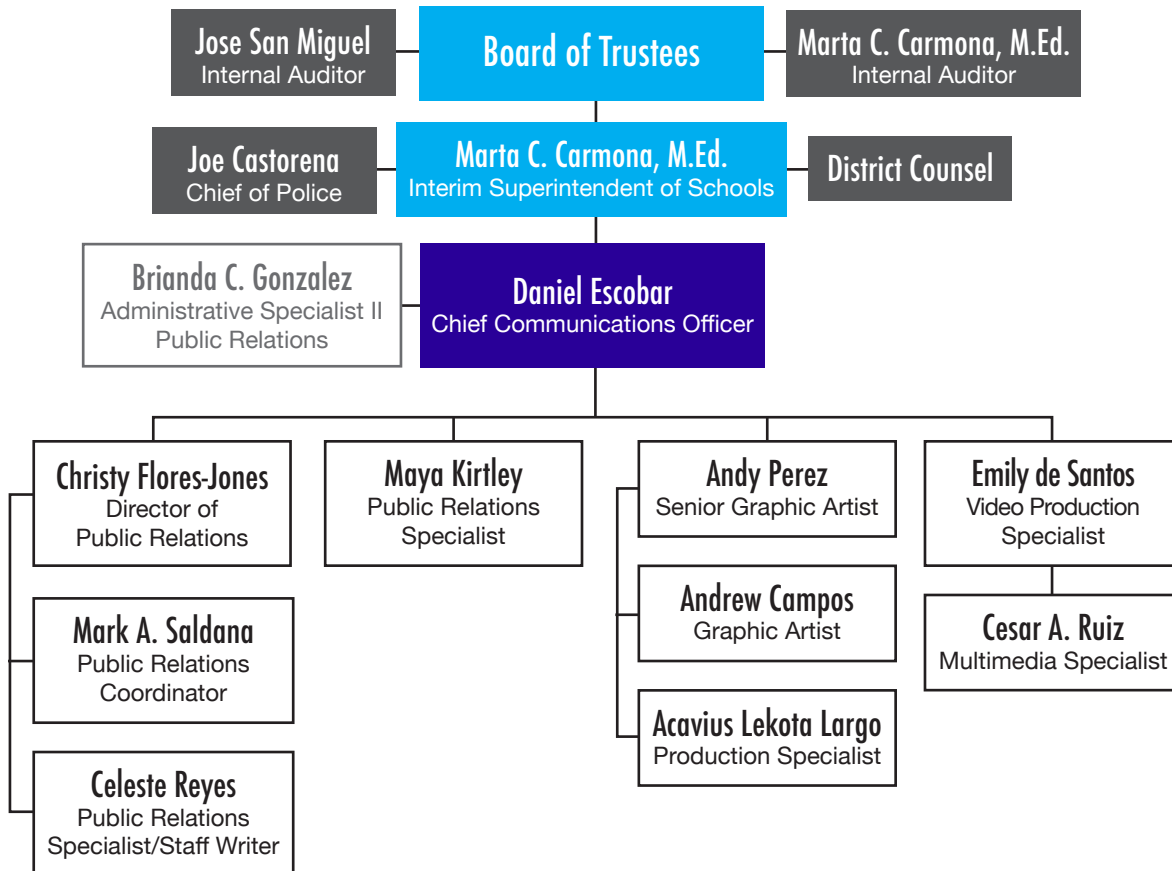 Jose San Miguel
Internal Auditor
Board of Trustees
Marta C. Carmona, M.Ed.
Internal Auditor
Joe Castorena
Chief of Police
Marta C. Carmona, M.Ed.
Interim Superintendent of Schools
District Counsel
Brianda C. Gonzalez
Administrative Specialist II
Public Relations
Daniel Escobar
Chief Communications Officer
Christy Flores-Jones
Director of
Public Relations
Maya Kirtley
Public Relations
Specialist
Andy Perez
Senior Graphic Artist
Emily de Santos
Video Production
Specialist
Mark A. Saldana
Public Relations
Coordinator
Andrew Campos
Graphic Artist
Cesar A. Ruiz
Multimedia Specialist
Celeste Reyes
Public Relations
Specialist/Staff Writer
Acavius Lekota Largo
Production Specialist